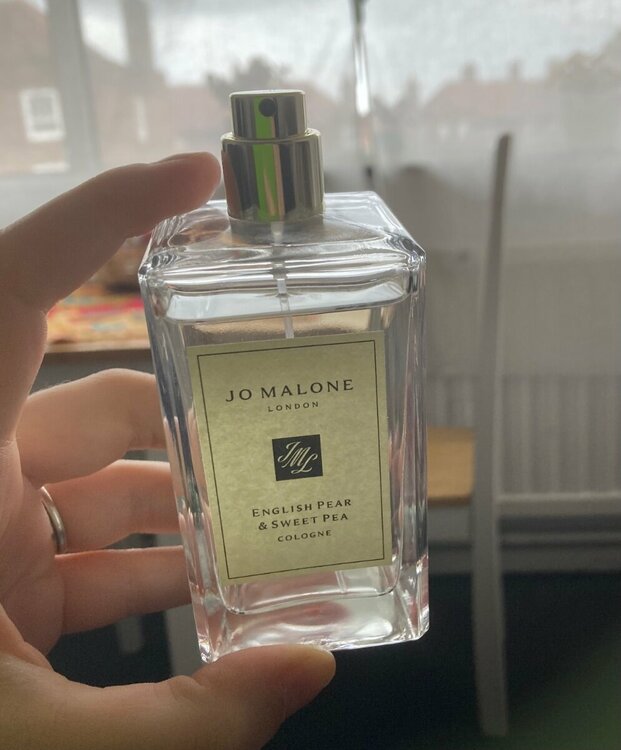 JO MALONE
LONDON
JML
ENGLISH PEAR
& SWEET PEA
COLOGNE